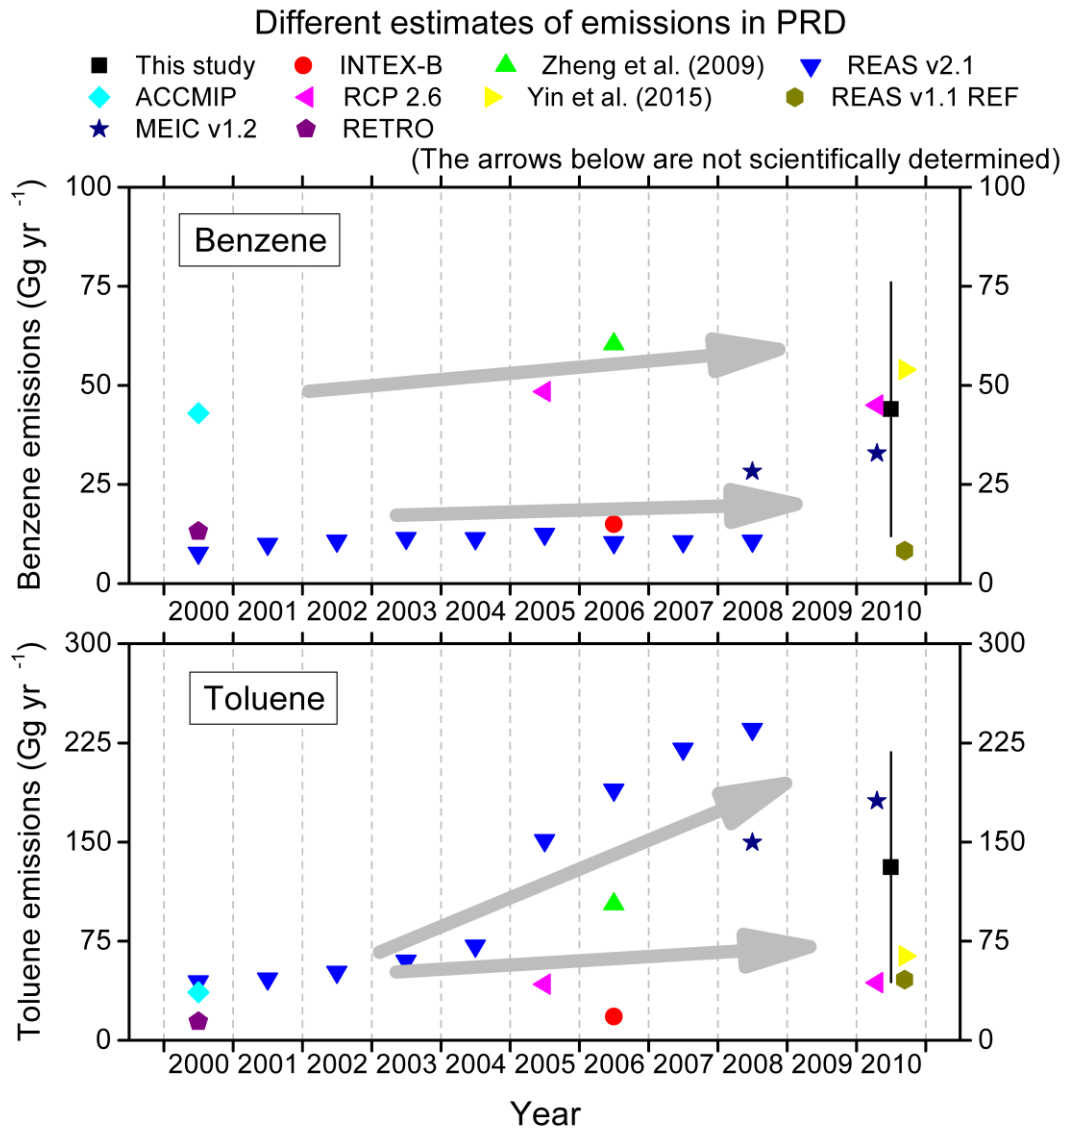 Different estimates of emissions in PRD
This study INTEX-B Zheng et al. (2009) REAS v2.1
ACCMIP RCP 2.6 Yin et al. (2015) REAS v1.1 REF
MEIC v1.2 RETRO
(The arrows below are not scientifically determined)
Benzene emissions (Gg yr -1)
100 100
Benzene
75 75
50 50
25 25
0 0
2000 2001 2002 2003 2004 2005 2006 2007 2008 2009 2010
Toluene emissions (Gg yr -1)
300 300
Toluene
225 225
150 150
75 75
0 0
2000 2001 2002 2003 2004 2005 2006 2007 2008 2009 2010
Year